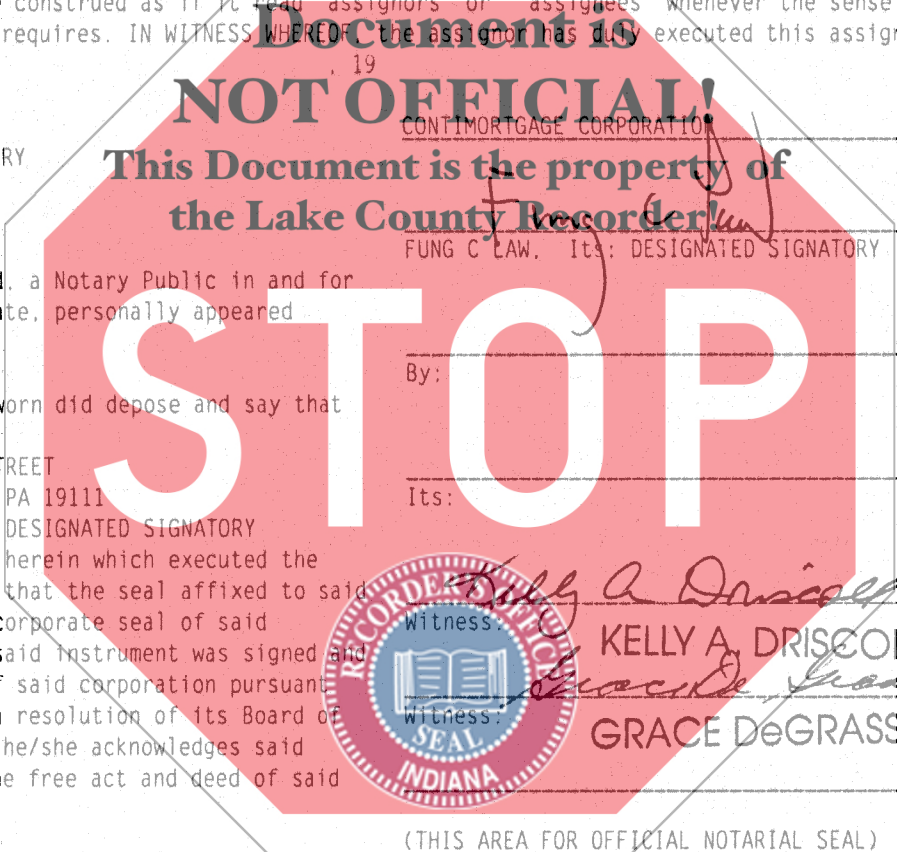 construed as if it read assignors or assignees whenever the sense
requires. IN WITNESS WHEREOF, the assignor has duly executed this assig
, 19
Document is
NOT OFFICIAL!
This Document is the property of
the Lake County Recorder!
STOP
CONTIMORTGAGE CORPORATION
RY
FUNG C LAW, Its: DESIGNATED SIGNATORY
, a Notary Public in and for
te, personally appeared
By:
orn did depose and say that
REET
PA 19111
Its:
DESIGNATED SIGNATORY
herein which executed the
that the seal affixed to said
corporate seal of said
said instrument was signed and
said corporation pursuant
resolution of its Board of
he/she acknowledges said
e free act and deed of said
Kelly A Driscoll
Witness:
KELLY A. DRISCOL
Witness:
GRACE DeGRASS
RECORDER'S OFFICE
SEAL
INDIANA
(THIS AREA FOR OFFICIAL NOTARIAL SEAL)